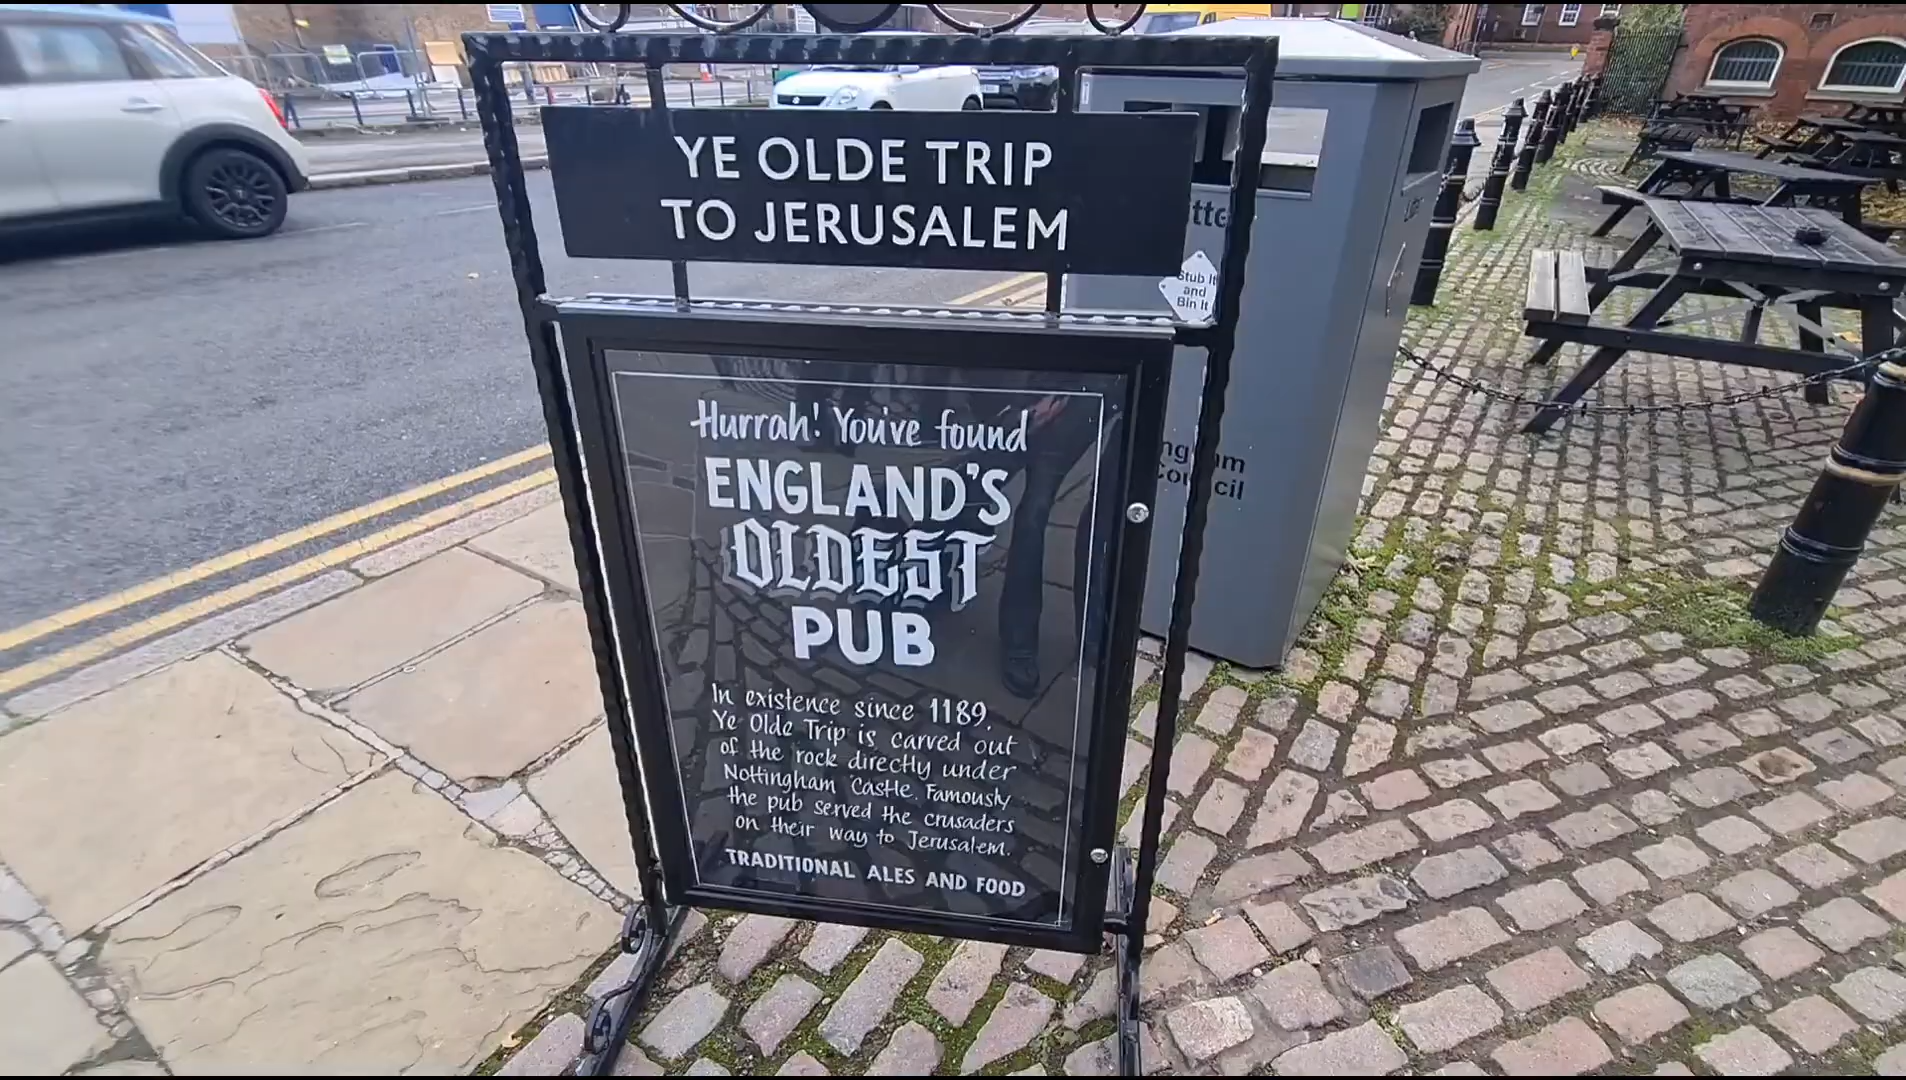 YE OLDE TRIP
TO JERUSALEM
Hurrah! You've found
ENGLAND'S
OLDEST
PUB
In existence since 1189,
Ye Olde Trip is carved out
of the rock directly under
Nottingham Castle. Famously
the pub served the crusaders
on their way to Jerusalem.
TRADITIONAL ALES AND FOOD
Stub It
and
Bin It